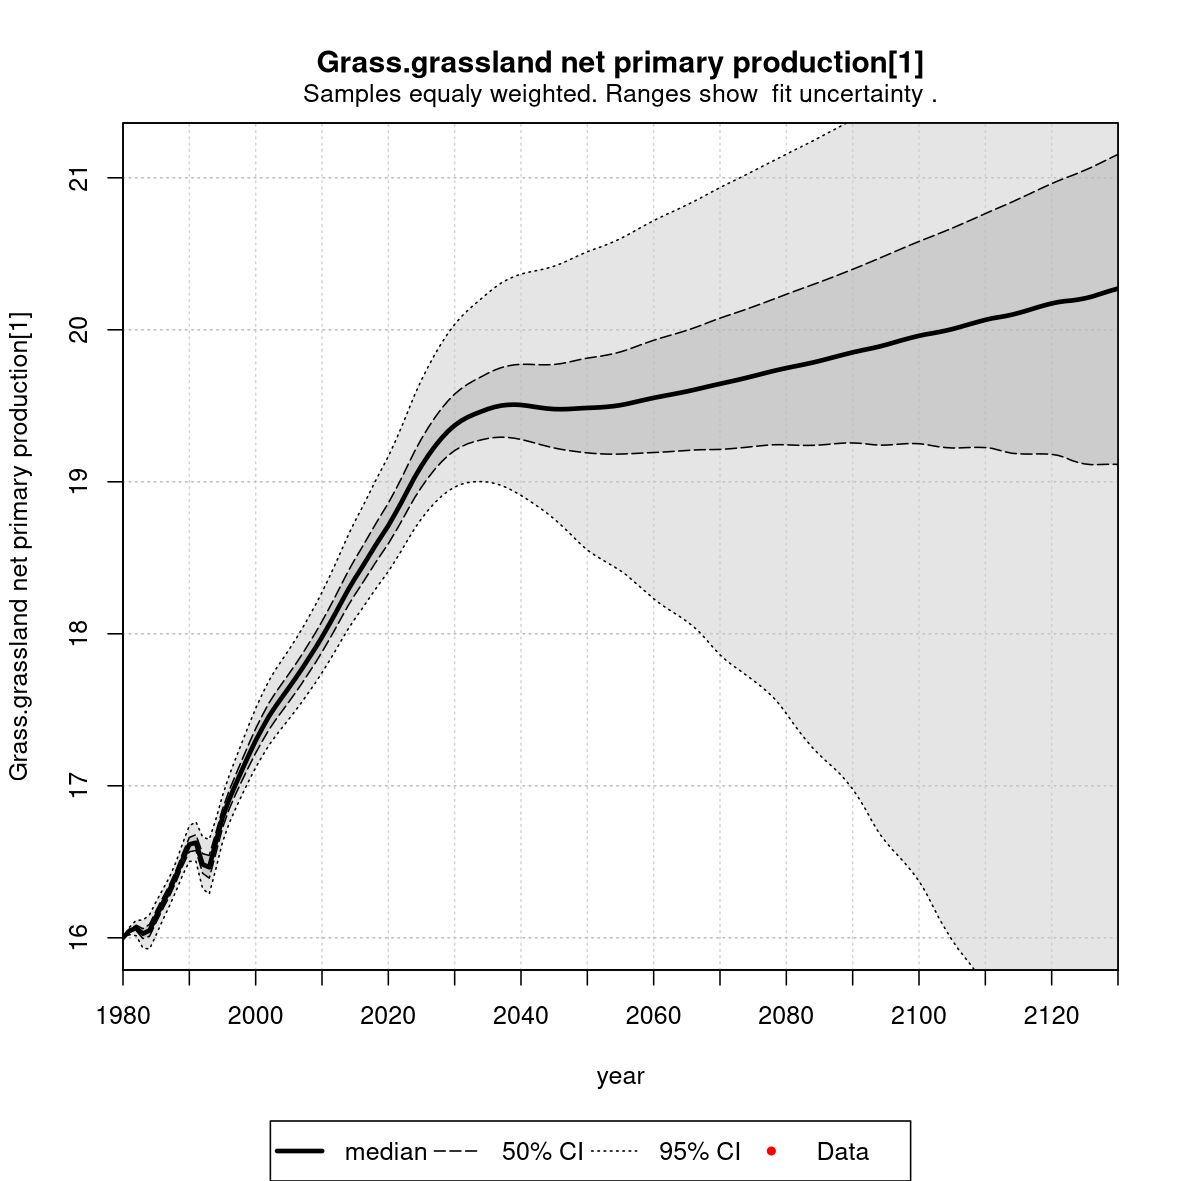 Grass.grassland net primary production[1]
Samples equaly weighted. Ranges show  fit uncertainty .
Grass.grassland net primary production[1]
21
20
19
18
17
16
1980 2000 2020 2040 2060 2080 2100 2120
year
median 50% CI 95% CI Data